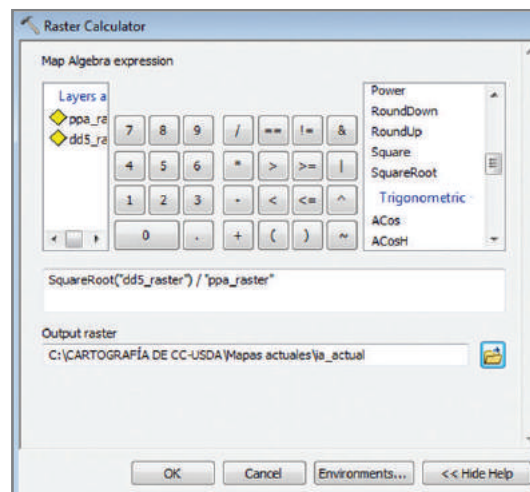 Raster Calculator
Map Algebra expression
Layers a
ppa_ra
dd5_ra
7 8 9 / == != &
4 5 6 * > >= |
1 2 3 - < <= ^
0 . + ( ) ~
Power
RoundDown
RoundUp
Square
SquareRoot
Trigonometric
ACos
ACosH
SquareRoot("dd5_raster") / "ppa_raster"
Output raster
C:\CARTOGRAFÍA DE CC-USDA\Mapas actuales\ia_actual
OK Cancel Environments... << Hide Help